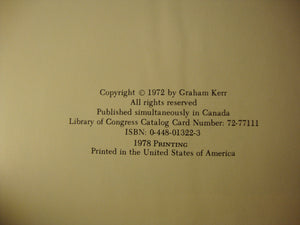 Copyright © 1972 by Graham Kerr
All rights reserved
Published simultaneously in Canada
Library of Congress Catalog Card Number: 72-77111
ISBN: 0-448-01322-3
1978 PRINTING
Printed in the United States of America